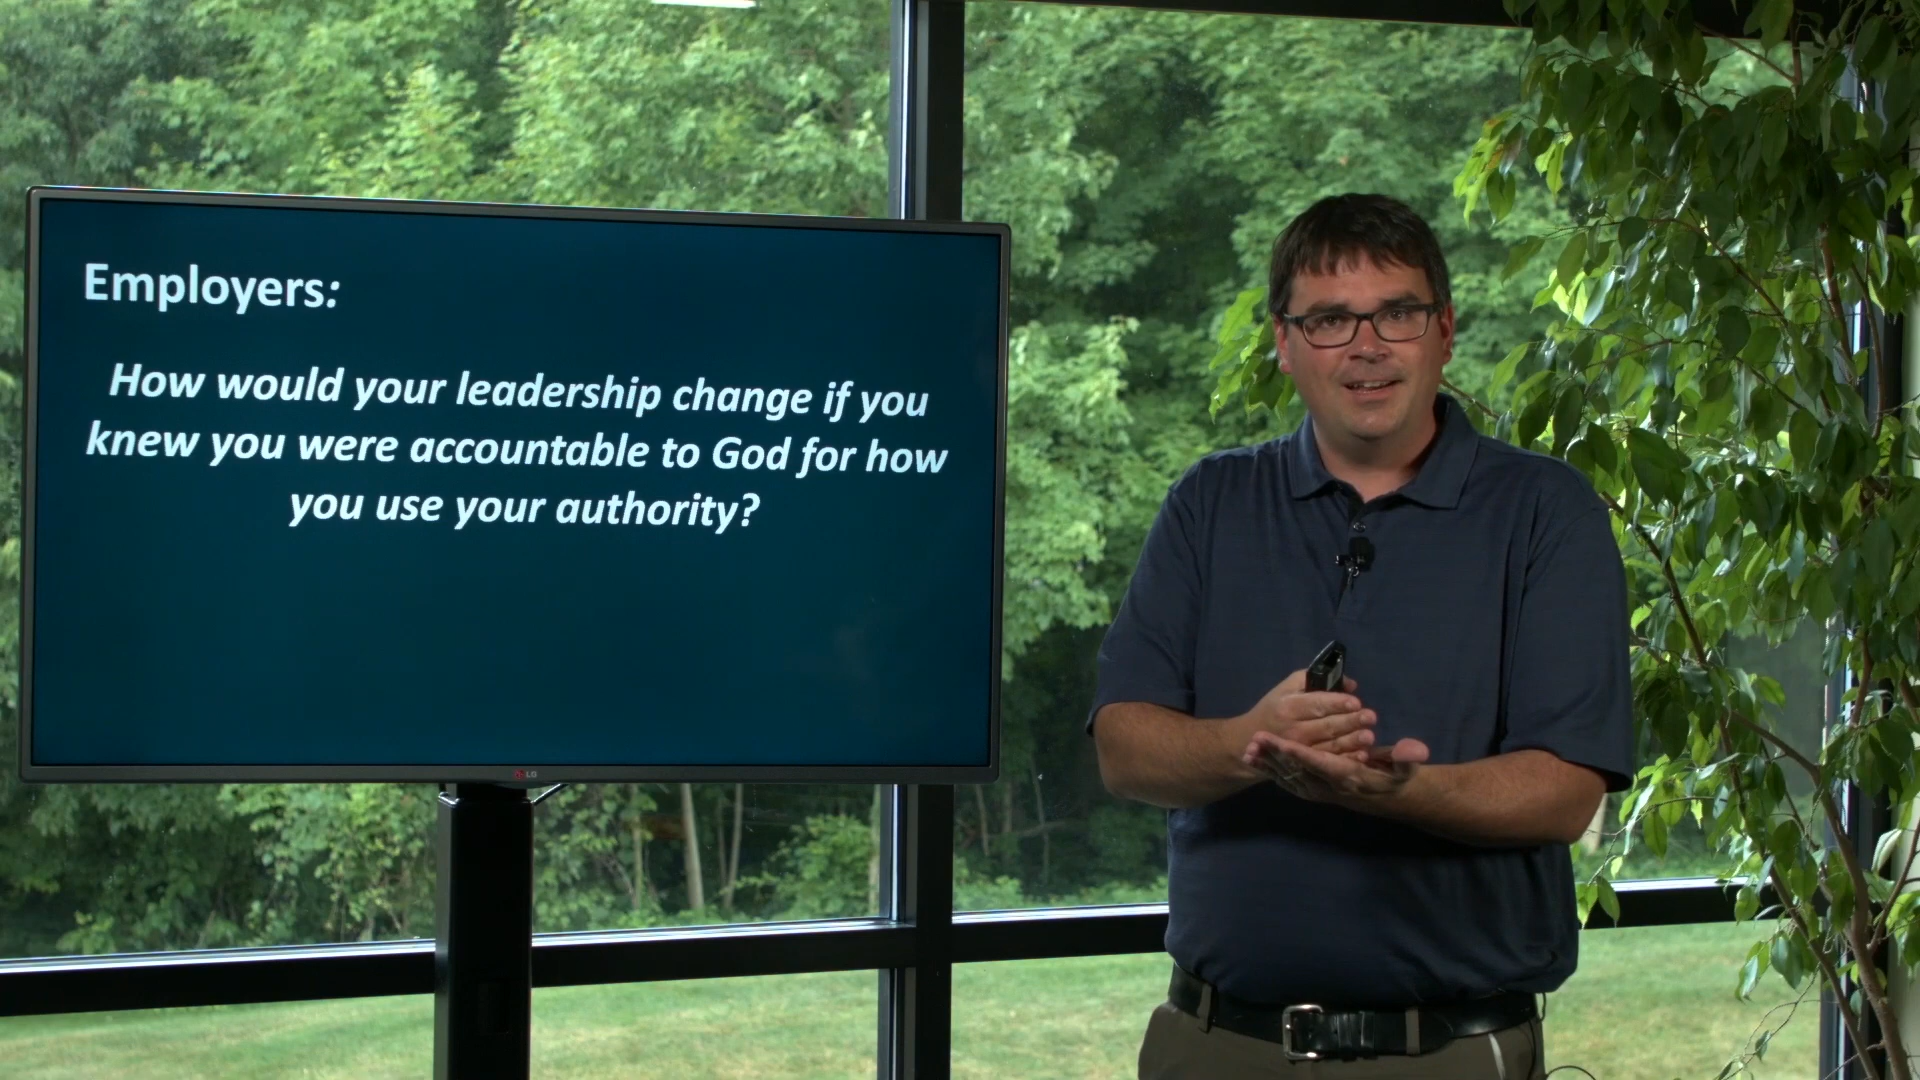 Employers:
How would your leadership change if you
knew you were accountable to God for how
you use your authority?
LG